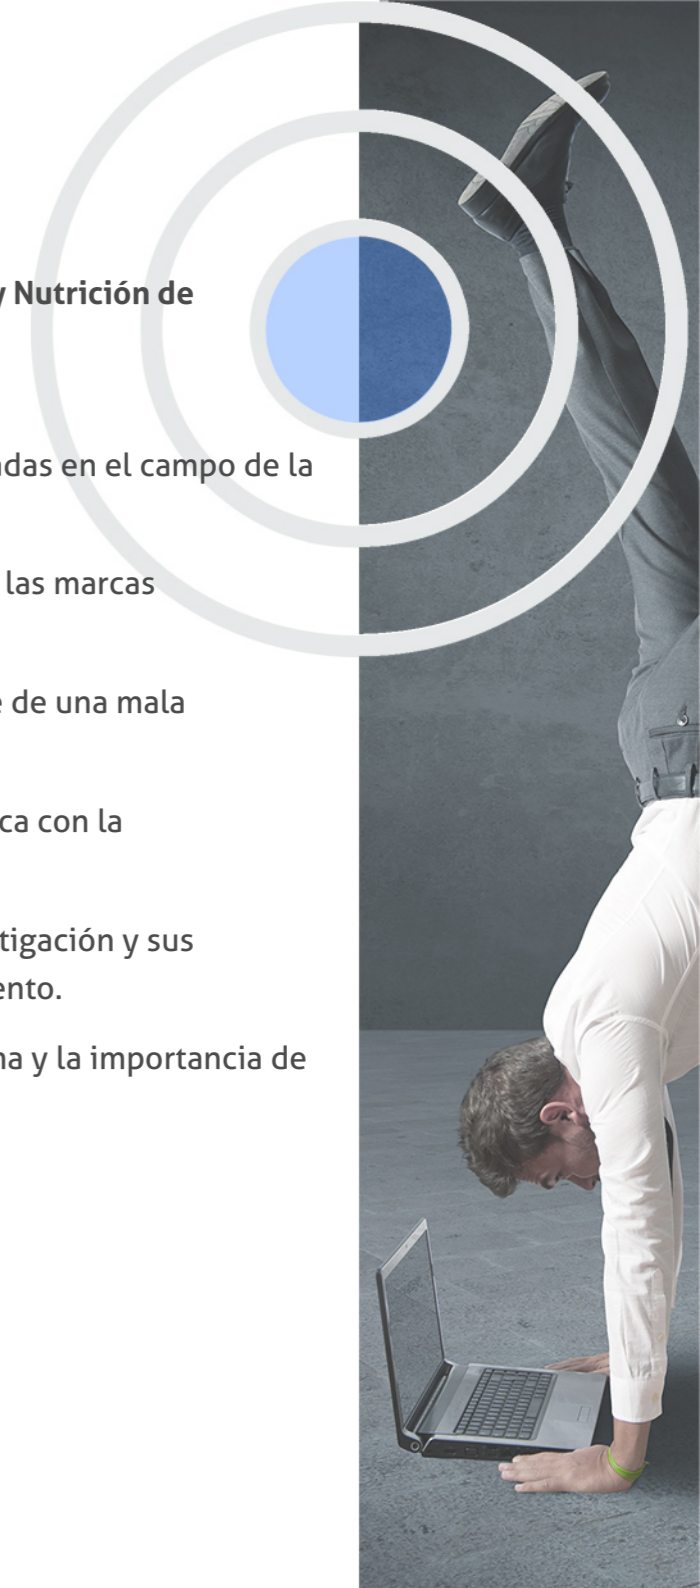 y Nutrición de
adas en el campo de la
las marcas
e de una mala
ca con la
tigación y sus
ento.
na y la importancia de